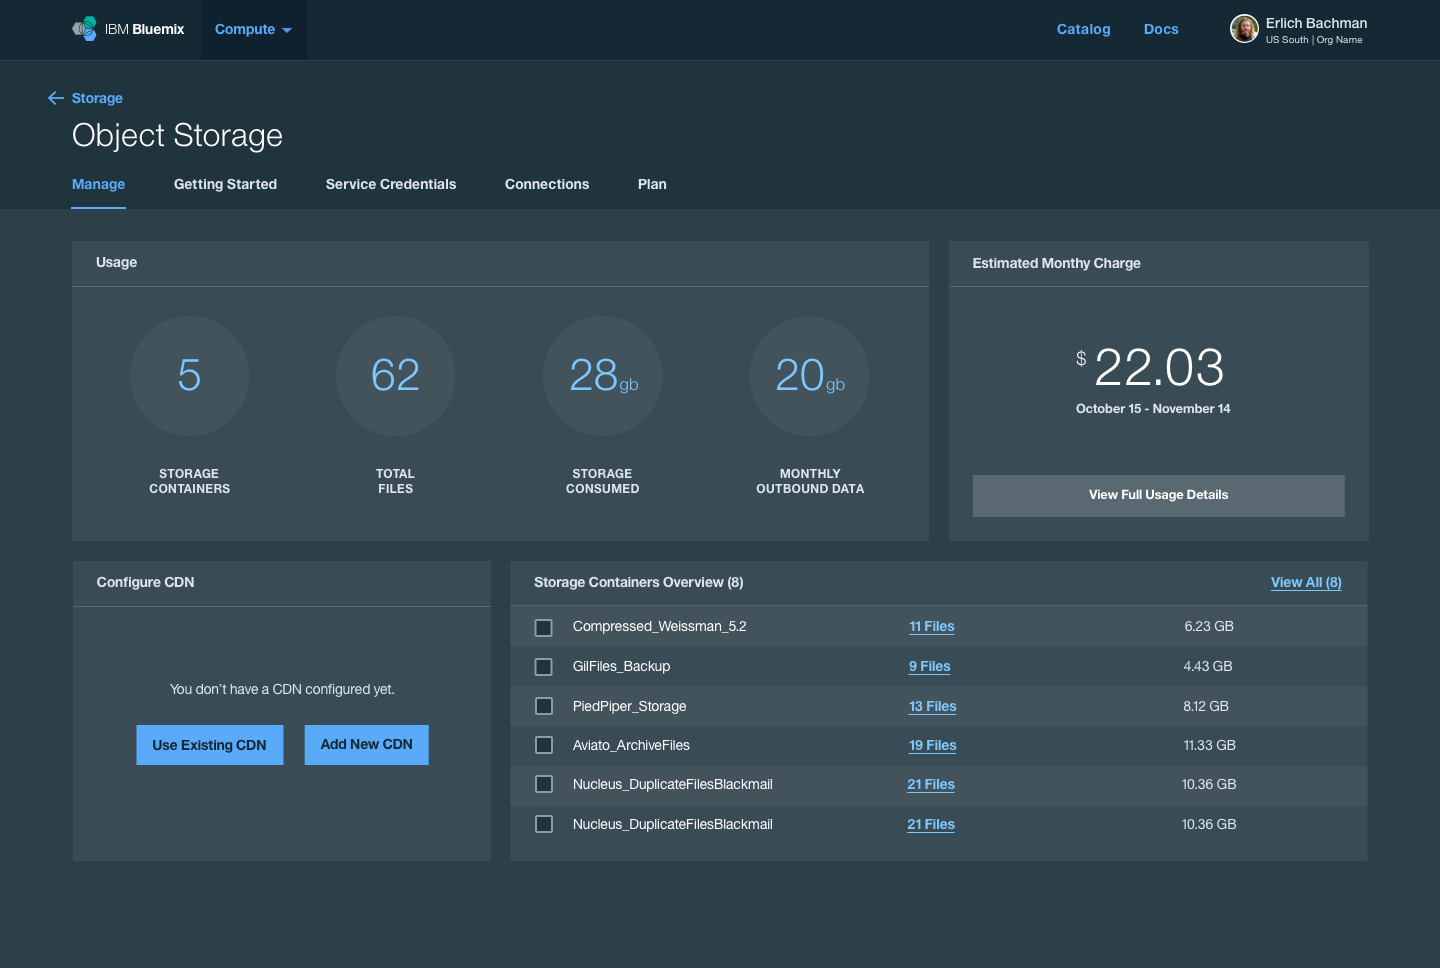 IBM Bluemix
Compute
Catalog
Docs
Erlich Bachman
US South | Org Name
Storage
Object Storage
Manage
Getting Started
Service Credentials
Connections
Plan
Usage
5
STORAGE
CONTAINERS
62
TOTAL
FILES
28gb
STORAGE
CONSUMED
20gb
MONTHLY
OUTBOUND DATA
Estimated Monthy Charge
$ 22.03
October 15 - November 14
View Full Usage Details
Configure CDN
You don't have a CDN configured yet.
Use Existing CDN
Add New CDN
Storage Containers Overview (8)
View All (8)
Compressed_Weissman_5.2 11 Files 6.23 GB
GilFiles_Backup 9 Files 4.43 GB
PiedPiper_Storage 13 Files 8.12 GB
Aviato_ArchiveFiles 19 Files 11.33 GB
Nucleus_DuplicateFilesBlackmail 21 Files 10.36 GB
Nucleus_DuplicateFilesBlackmail 21 Files 10.36 GB